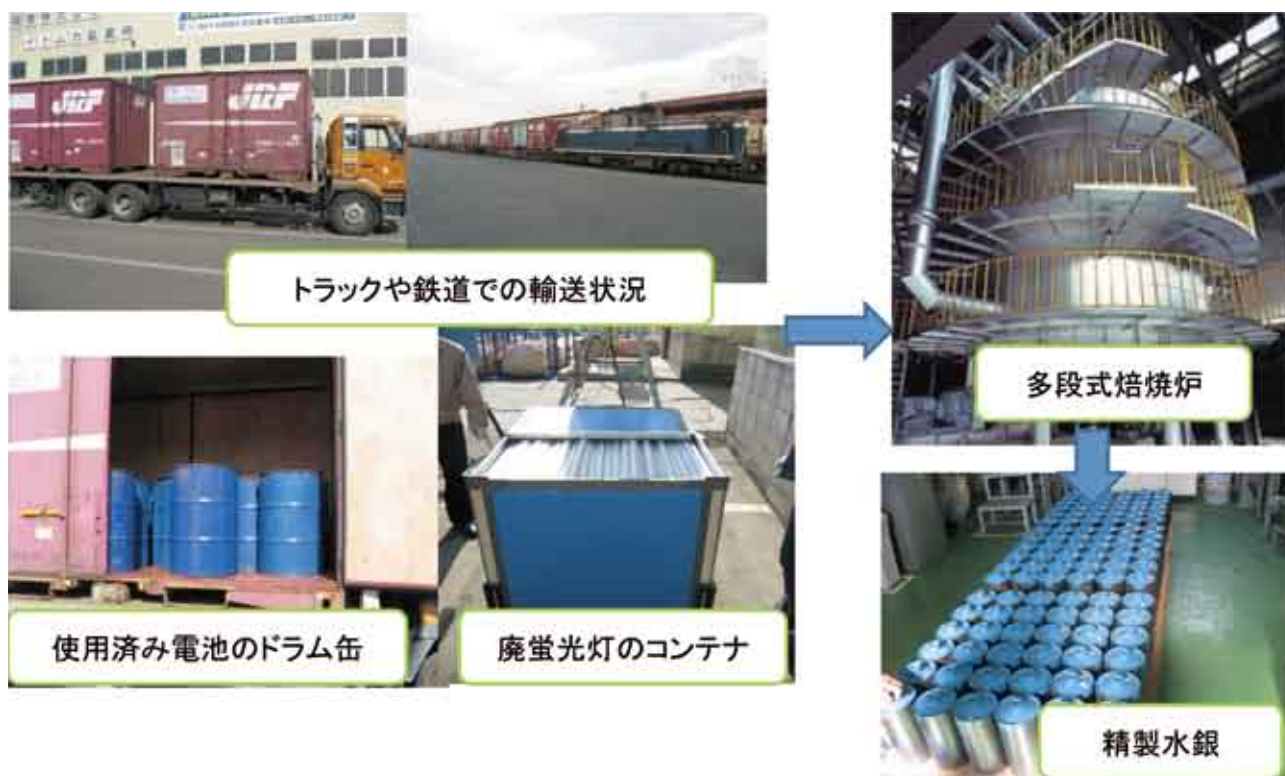 JRF
JRF
トラックや鉄道での輸送状況
多段式焙焼炉
使用済み電池のドラム缶
廃蛍光灯のコンテナ
精製水銀